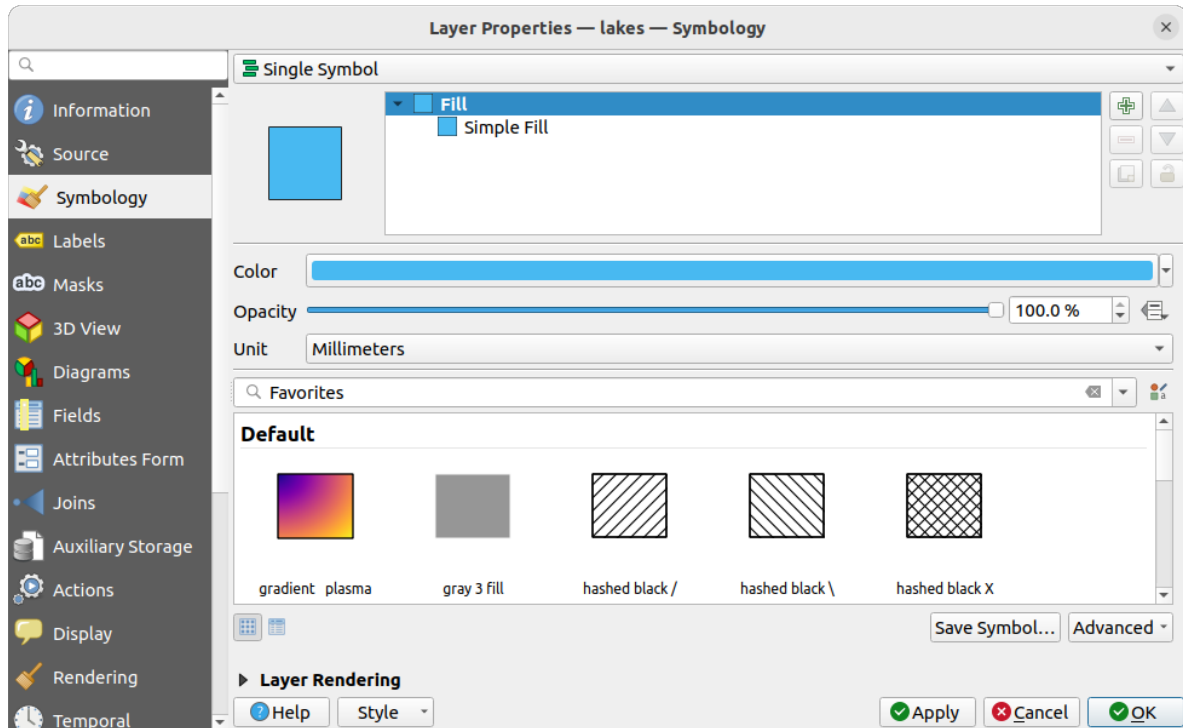 Layer Properties — lakes — Symbology
Single Symbol
Information
Source
Symbology
abc Labels
abc Masks
3D View
Diagrams
Fields
Attributes Form
Joins
Auxiliary Storage
Actions
Display
Rendering
Temporal
Fill
Simple Fill
Color
Opacity 100.0 %
Unit Millimeters
Favorites
Default
gradient plasma gray 3 fill hashed black / hashed black \ hashed black X
Save Symbol... Advanced
Layer Rendering
Help Style Apply Cancel OK